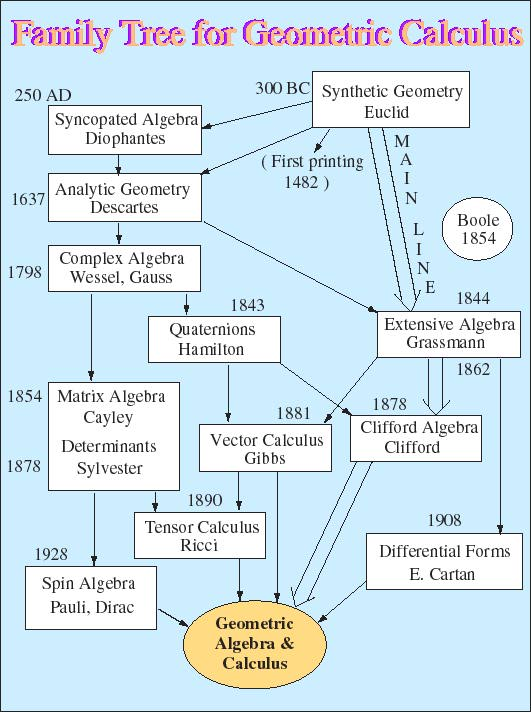 Family Tree for Geometric Calculus
300 BC
Synthetic Geometry
Euclid
250 AD
Syncopated Algebra
Diophantes
( First printing
1482 )
MAIN LINE
1637
Analytic Geometry
Descartes
Boole
1854
1798
Complex Algebra
Wessel, Gauss
1843
Quaternions
Hamilton
1844
Extensive Algebra
Grassmann
1862
1854
Matrix Algebra
Cayley
1878
Determinants
Sylvester
1881
Vector Calculus
Gibbs
1878
Clifford Algebra
Clifford
1890
Tensor Calculus
Ricci
1908
Differential Forms
E. Cartan
1928
Spin Algebra
Pauli, Dirac
Geometric
Algebra &
Calculus